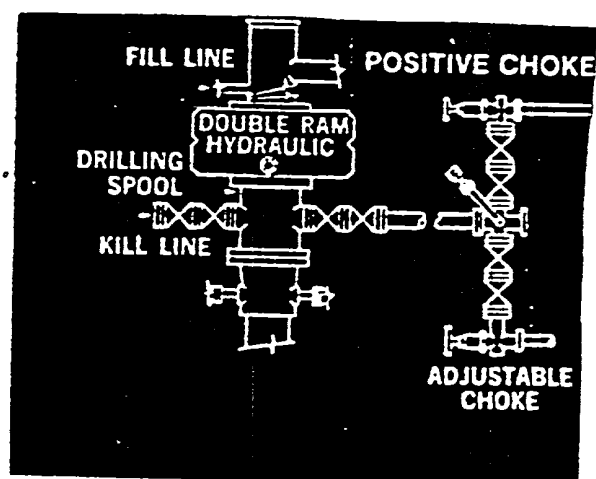 FILL LINE
POSITIVE CHOKE
DOUBLE RAM
HYDRAULIC
DRILLING
SPOOL
KILL LINE
ADJUSTABLE
CHOKE